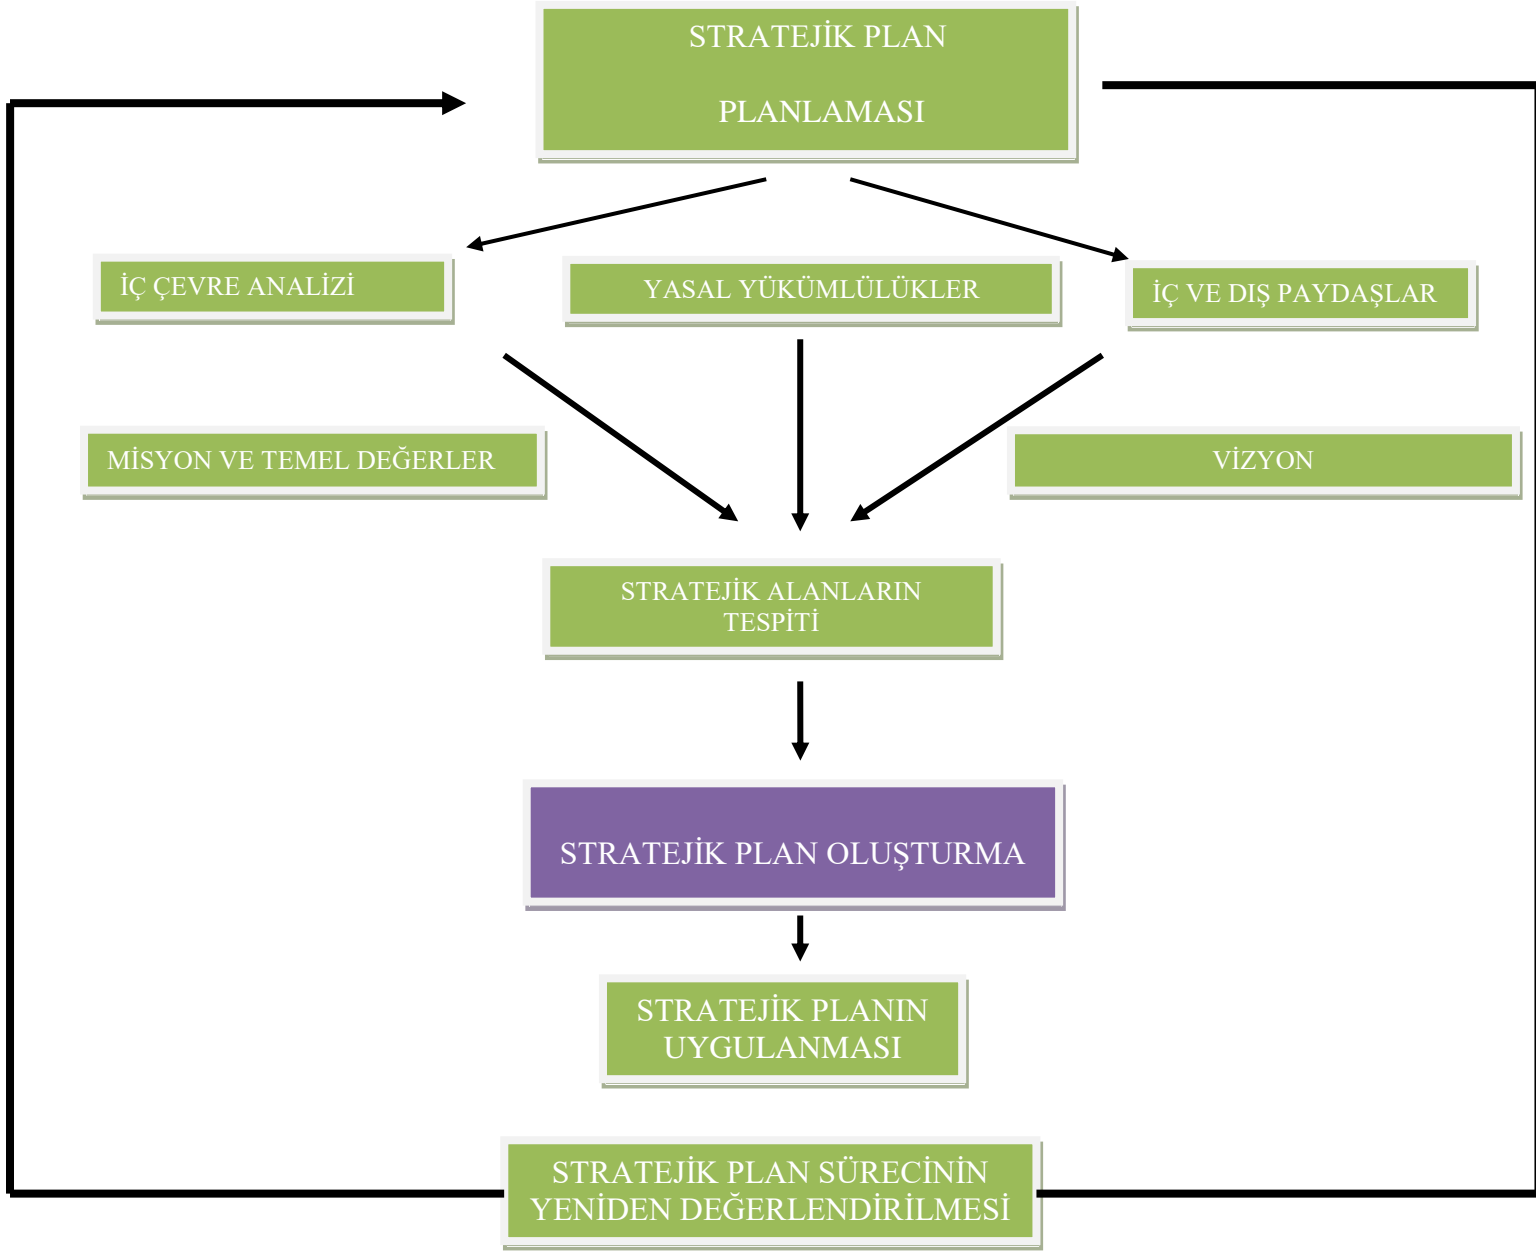 STRATEJİK PLAN
PLANLAMASI
İÇ ÇEVRE ANALİZİ
YASAL YÜKÜMLÜLÜKLER
İÇ VE DIŞ PAYDAŞLAR
MİSYON VE TEMEL DEĞERLER
VİZYON
STRATEJİK ALANLARIN
TESPİTİ
STRATEJİK PLAN OLUŞTURMA
STRATEJİK PLANIN
UYGULANMASI
STRATEJİK PLAN SÜRECİNİN
YENİDEN DEĞERLENDİRİLMESİ